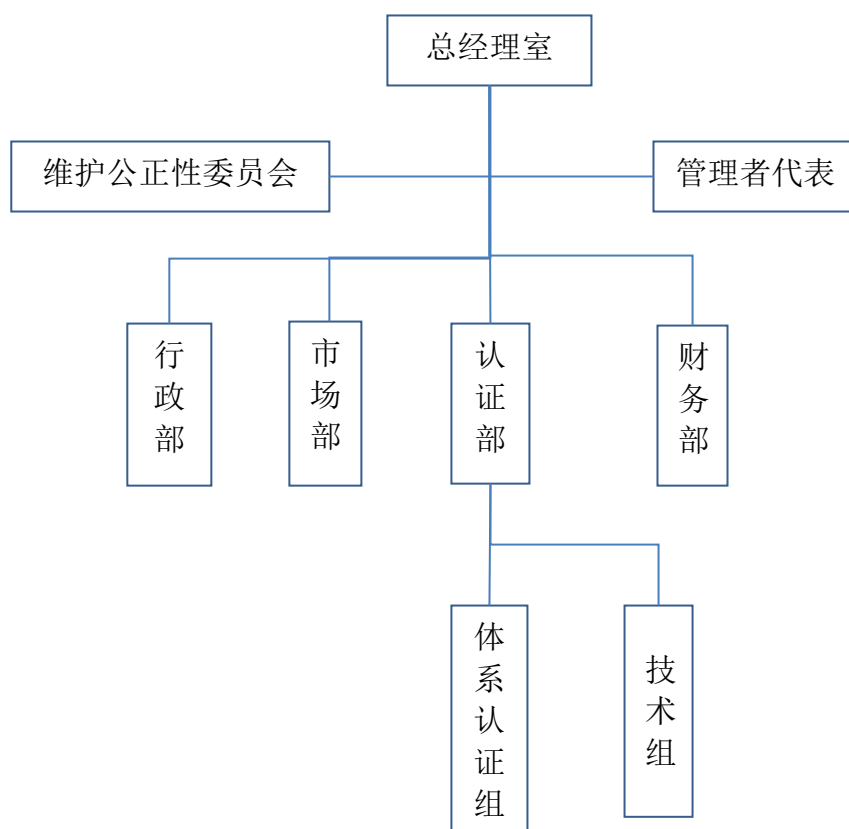 总经理室
维护公正性委员会
管理者代表
行政部
市场部
认证部
财务部
体系认证组
技术组